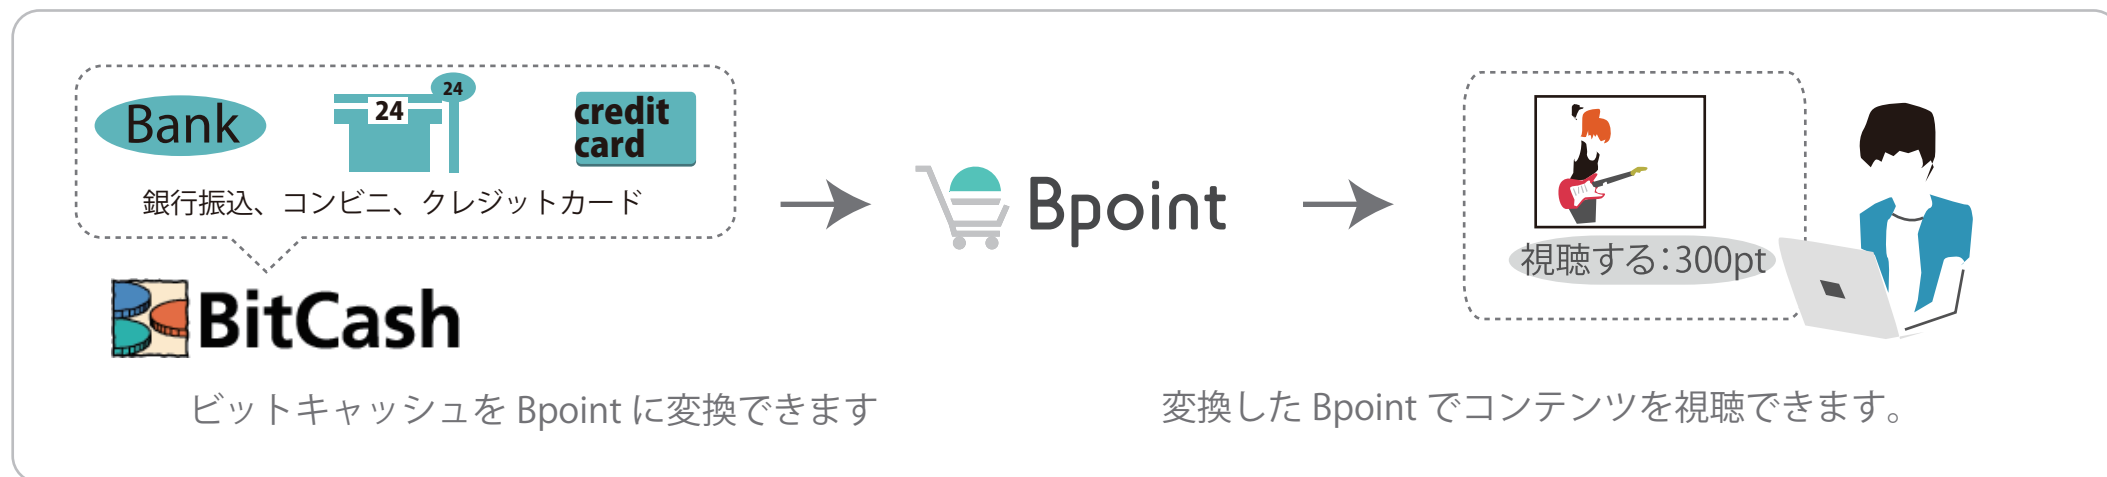 Bank
24
24
credit
card
銀行振込、コンビニ、クレジットカード
BitCash
ビットキャッシュを Bpoint に変換できます
Bpoint
視聴する：300pt
変換した Bpoint でコンテンツを視聴できます。